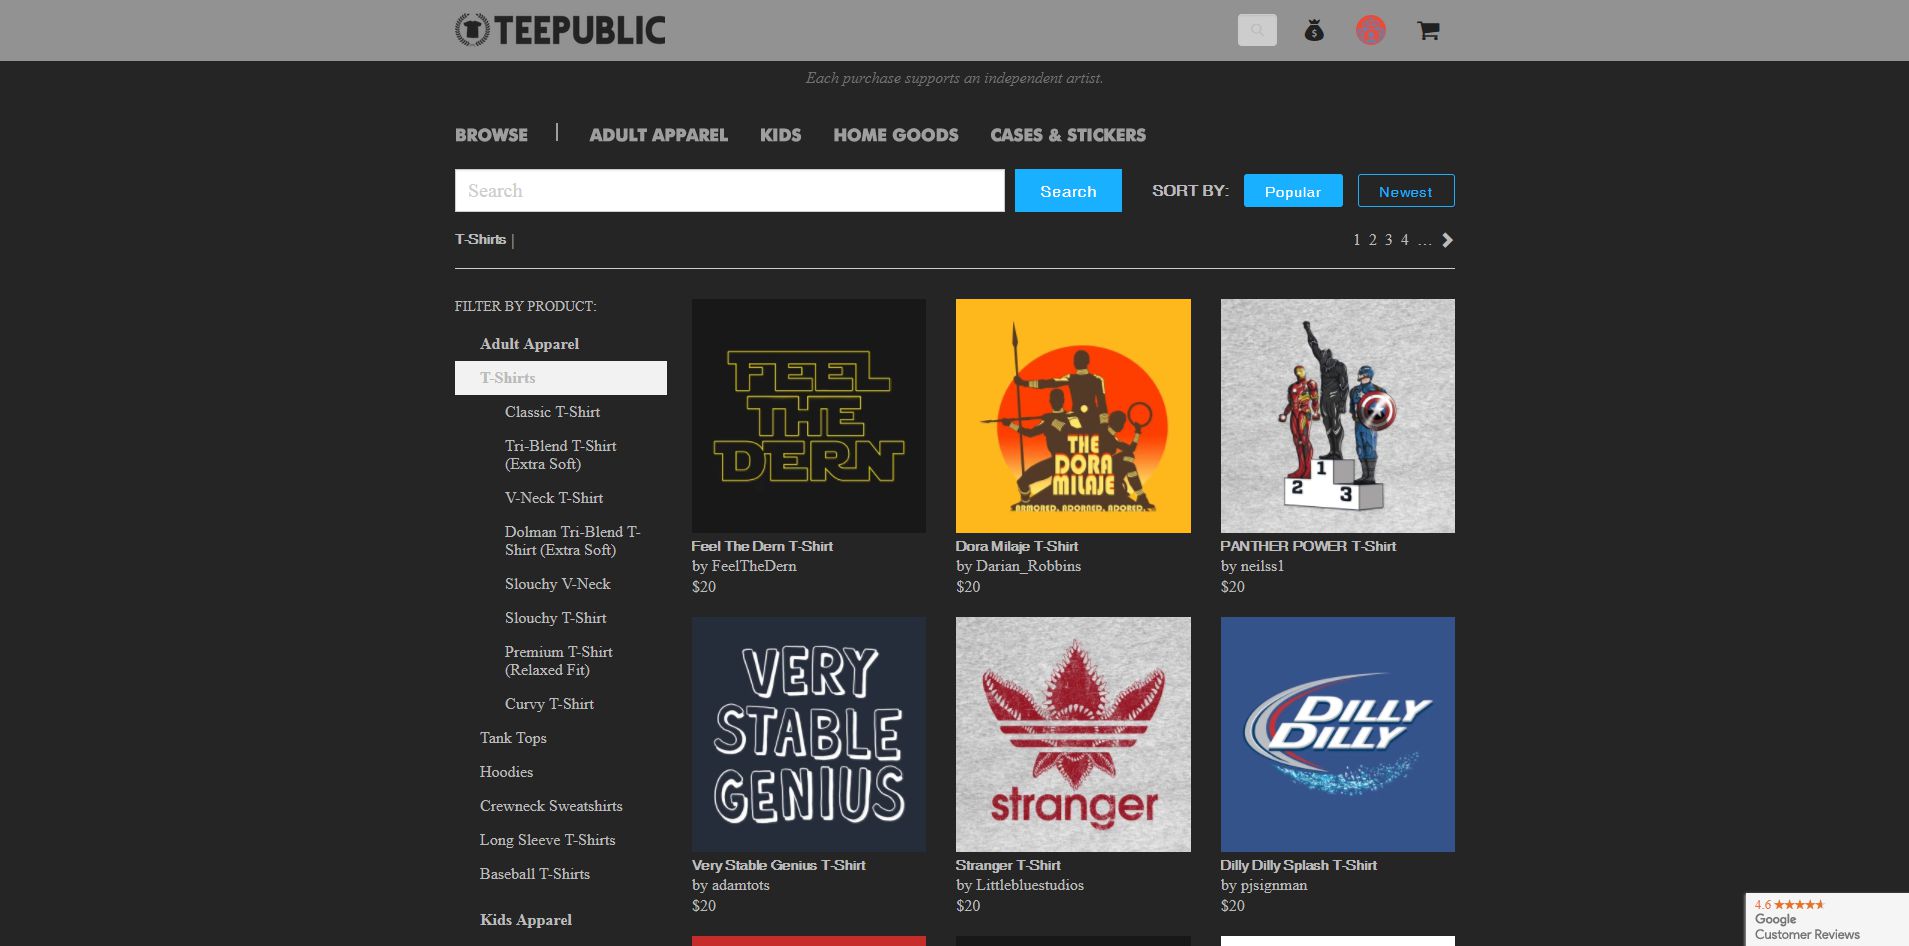 TEEPUBLIC
Each purchase supports an independent artist.
BROWSE | ADULT APPAREL KIDS HOME GOODS CASES & STICKERS
Search Search SORT BY: Popular Newest
T-Shirts | 1 2 3 4 ...
FILTER BY PRODUCT:
Adult Apparel
T-Shirts
Classic T-Shirt
Tri-Blend T-Shirt
(Extra Soft)
V-Neck T-Shirt
Dolman Tri-Blend T-
Shirt (Extra Soft)
Slouchy V-Neck
Slouchy T-Shirt
Premium T-Shirt
(Relaxed Fit)
Curvy T-Shirt
Tank Tops
Hoodies
Crewneck Sweatshirts
Long Sleeve T-Shirts
Baseball T-Shirts
Kids Apparel
FEEL
THE
DERN
Feel The Dern T-Shirt
by FeelTheDern
$20
THE
DORA
MILAJE
ARMORED. ADORNED. ADORED.
Dora Milaje T-Shirt
by Darian_Robbins
$20
1
2 3
PANTHER POWER T-Shirt
by neilss1
$20
VERY
STABLE
GENIUS
Very Stable Genius T-Shirt
by adamtots
$20
stranger
Stranger T-Shirt
by Littlebluestudios
$20
DILLY
DILLY
Dilly Dilly Splash T-Shirt
by pjsignman
$20
4.6
Google
Customer Reviews